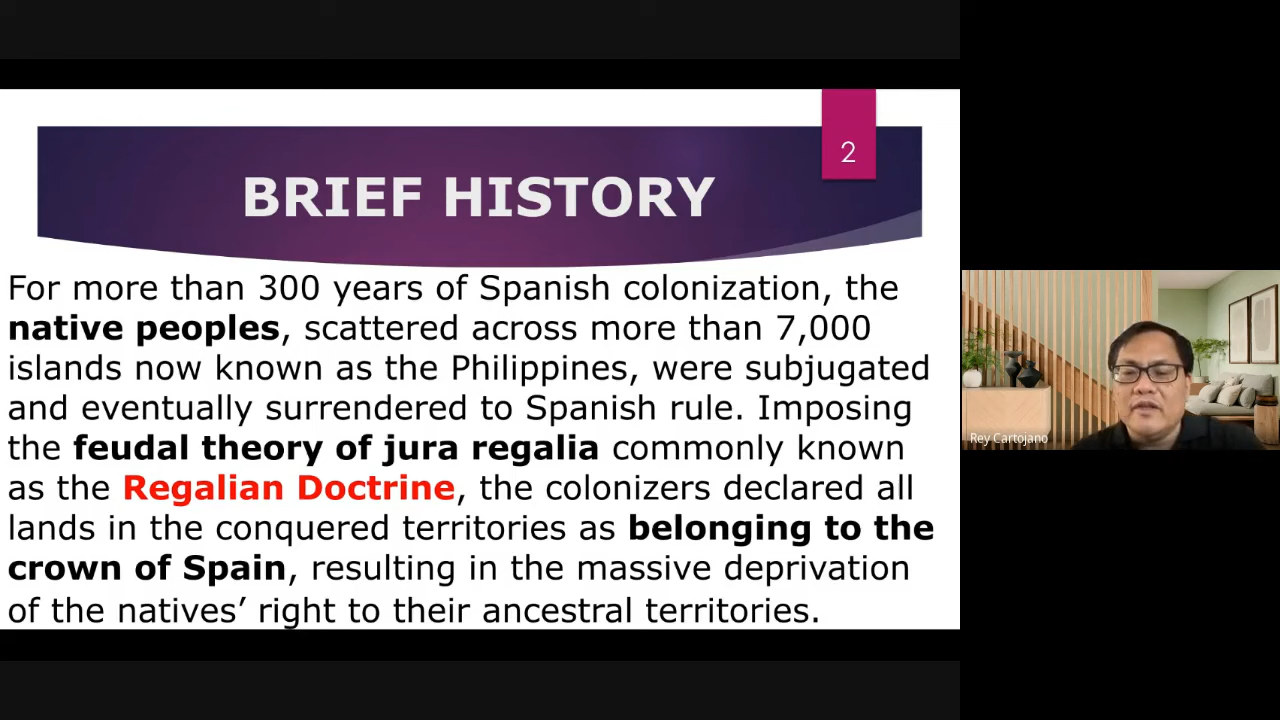 2
BRIEF HISTORY
For more than 300 years of Spanish colonization, the
native peoples, scattered across more than 7,000
islands now known as the Philippines, were subjugated
and eventually surrendered to Spanish rule. Imposing
the feudal theory of jura regalia commonly known
as the Regalian Doctrine, the colonizers declared all
lands in the conquered territories as belonging to the
crown of Spain, resulting in the massive deprivation
of the natives’ right to their ancestral territories.
Rey Cartojano